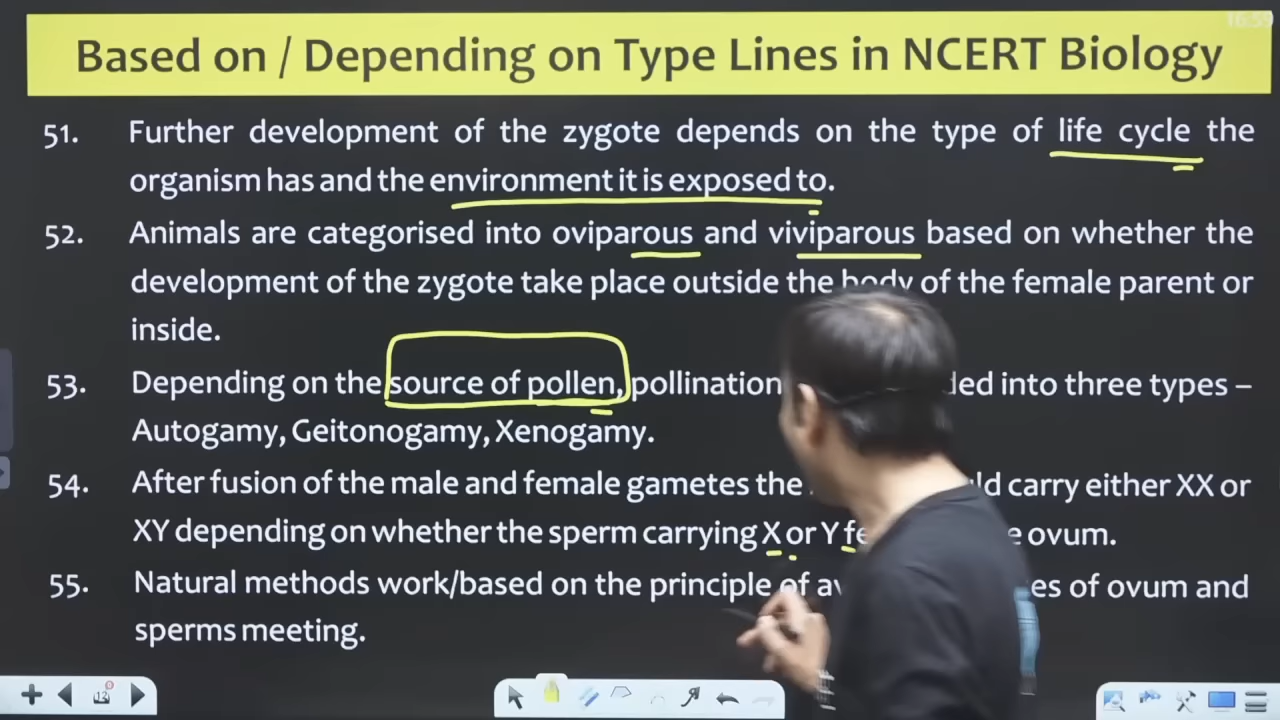 16:59
Based on / Depending on Type Lines in NCERT Biology
51. Further development of the zygote depends on the type of life cycle the
organism has and the environment it is exposed to.
52. Animals are categorised into oviparous and viviparous based on whether the
development of the zygote take place outside the body of the female parent or
inside.
53. Depending on the source of pollen, pollination into three types –
Autogamy, Geitonogamy, Xenogamy.
54. After fusion of the male and female gametes the carry either XX or
XY depending on whether the sperm carrying X or Y ovum.
55. Natural methods work/based on the principle of of ovum and
sperms meeting.